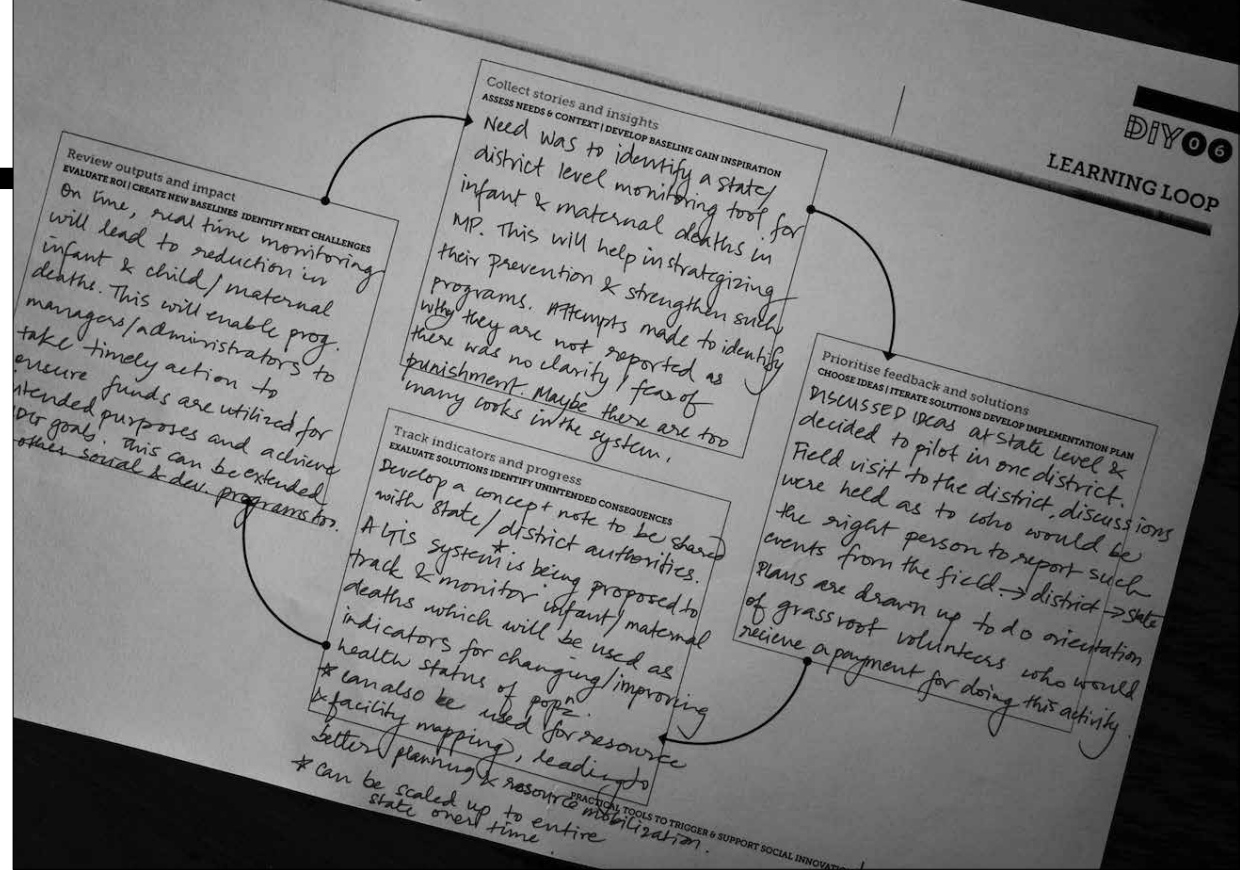 DIY06
LEARNING LOOP
Collect stories and insights
ASSESS NEEDS & CONTEXT | DEVELOP BASELINE GAIN INSPIRATION
Need was to identify a state/
district level monitoring tool for
infant & maternal deaths in
MP. This will help in strategizing
their prevention & strengthen such
programs. Attempts made to identify
why they are not reported as
there was no clarity / fear of
punishment. Maybe there are too
many cooks in the system.
Prioritise feedback and solutions
CHOOSE IDEAS | ITERATE SOLUTIONS DEVELOP IMPLEMENTATION PLAN
DISCUSSED IDEAS at State level &
decided to pilot in one district.
Field visit to the district, discussions
were held as to who would be
the right person to report such
events from the field → district → state
Plans are drawn up to do orientation
of grassroot volunteers who would
recieve a payment for doing this activity.
Track indicators and progress
EVALUATE SOLUTIONS IDENTIFY UNINTENDED CONSEQUENCES
Develop a concept note to be shared
with State/district authorities.
A GIS system* is being proposed to
track & monitor infant/maternal
deaths which will be used as
indicators for changing/improving
health status of popn.
* can also be used for resource
& facility mapping, leading to
better planning & resource mobilization.
* can be scaled up to entire
state over time.
Review outputs and impact
EVALUATE ROI | CREATE NEW BASELINES IDENTIFY NEXT CHALLENGES
On time, real time monitoring
will lead to reduction in
infant & child/maternal
deaths. This will enable prog.
managers/administrators to
take timely action to
ensure funds are utilized for
ntended purposes and achieve
goals. This can be extended
other social & dev. programs too.
PRACTICAL TOOLS TO TRIGGER & SUPPORT SOCIAL INNOVATI